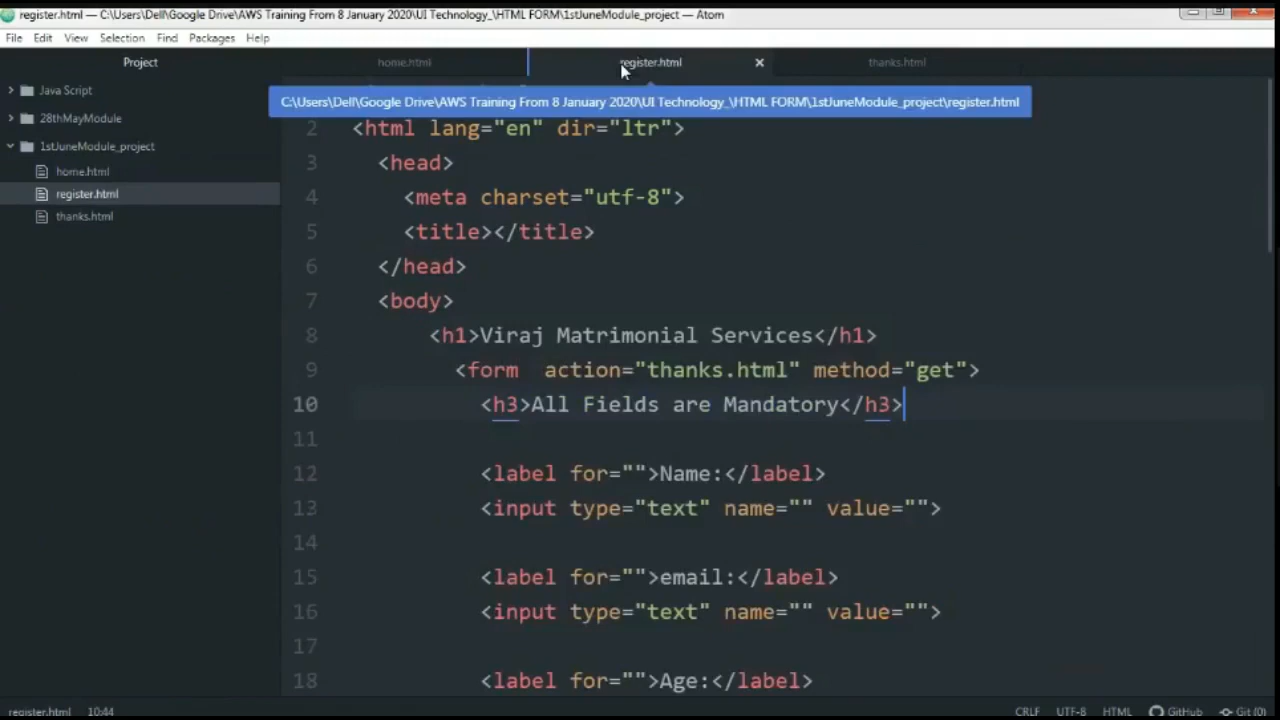 register.html — C:\Users\Dell\Google Drive\AWS Training From 8 January 2020\UI Technology_\HTML FORM\1stJuneModule_project — Atom
File Edit View Selection Find Packages Help
Project
home.html
register.html
thanks.html
Java Script
28thMayModule
1stJuneModule_project
home.html
register.html
thanks.html
C:\Users\Dell\Google Drive\AWS Training From 8 January 2020\UI Technology_\HTML FORM\1stJuneModule_project\register.html
2 <html lang="en" dir="ltr">
3 <head>
4 <meta charset="utf-8">
5 <title></title>
6 </head>
7 <body>
8 <h1>Viraj Matrimonial Services</h1>
9 <form  action="thanks.html" method="get">
10 <h3>All Fields are Mandatory</h3>
11
12 <label for="">Name:</label>
13 <input type="text" name="" value="">
14
15 <label for="">email:</label>
16 <input type="text" name="" value="">
17
18 <label for="">Age:</label>
register.html 10:44 CRLF UTF-8 HTML GitHub Git (0)